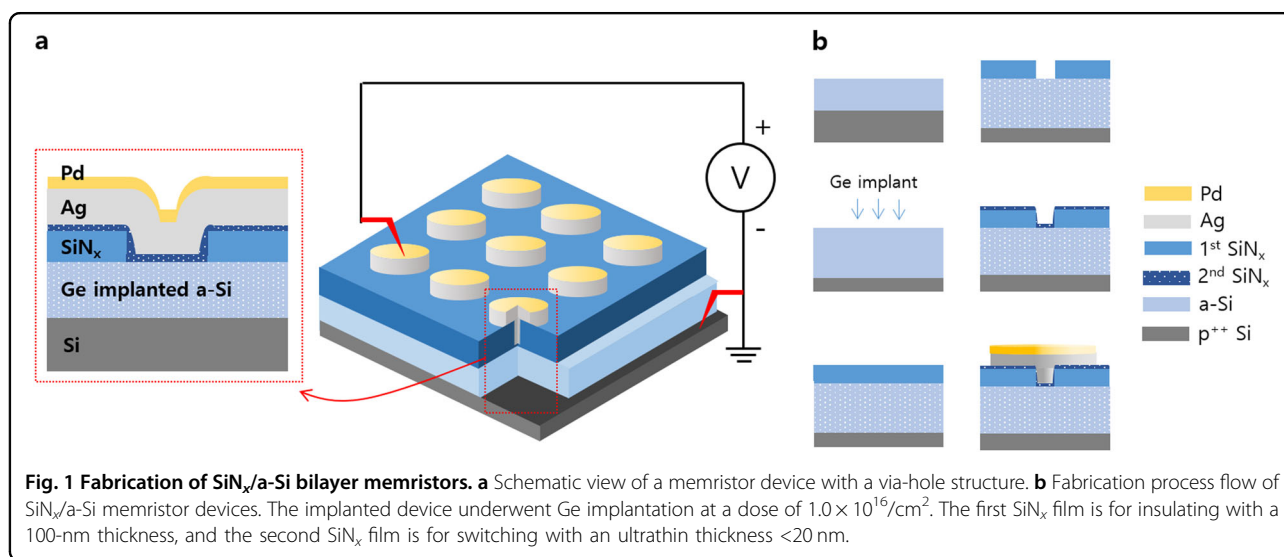 a
b
Pd
Ag
SiNₓ
Ge implanted a-Si
Si
+
V
-
Ge implant
Pd
Ag
1ˢᵗ SiNₓ
2ⁿᵈ SiNₓ
a-Si
p⁺⁺ Si
Fig. 1 Fabrication of SiNₓ/a-Si bilayer memristors. a Schematic view of a memristor device with a via-hole structure. b Fabrication process flow of
SiNₓ/a-Si memristor devices. The implanted device underwent Ge implantation at a dose of 1.0 × 10¹⁶/cm². The first SiNₓ film is for insulating with a
100-nm thickness, and the second SiNₓ film is for switching with an ultrathin thickness <20 nm.